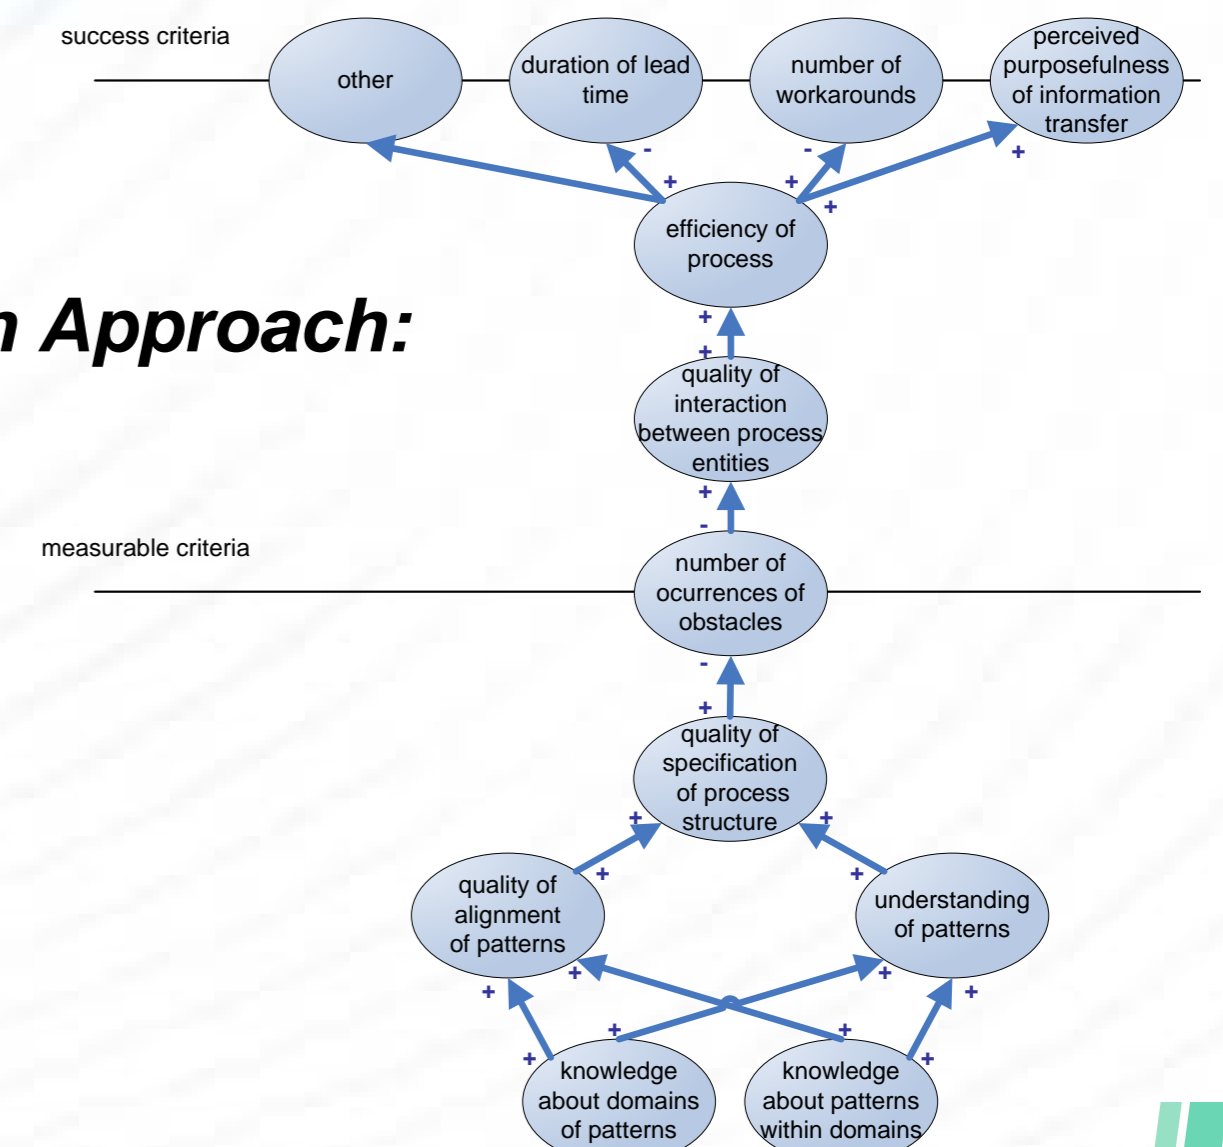 success criteria
other
duration of lead
time
number of
workarounds
perceived
purposefulness
of information
transfer
-
-
+
+
+
+
efficiency of
process
n Approach:
+
+
quality of
interaction
between process
entities
+
-
measurable criteria
number of
ocurrences of
obstacles
-
+
quality of
specification
of process
structure
+
+
+
+
quality of
alignment
of patterns
understanding
of patterns
+
+
+
+
+
+
+
+
knowledge
about domains
of patterns
knowledge
about patterns
within domains